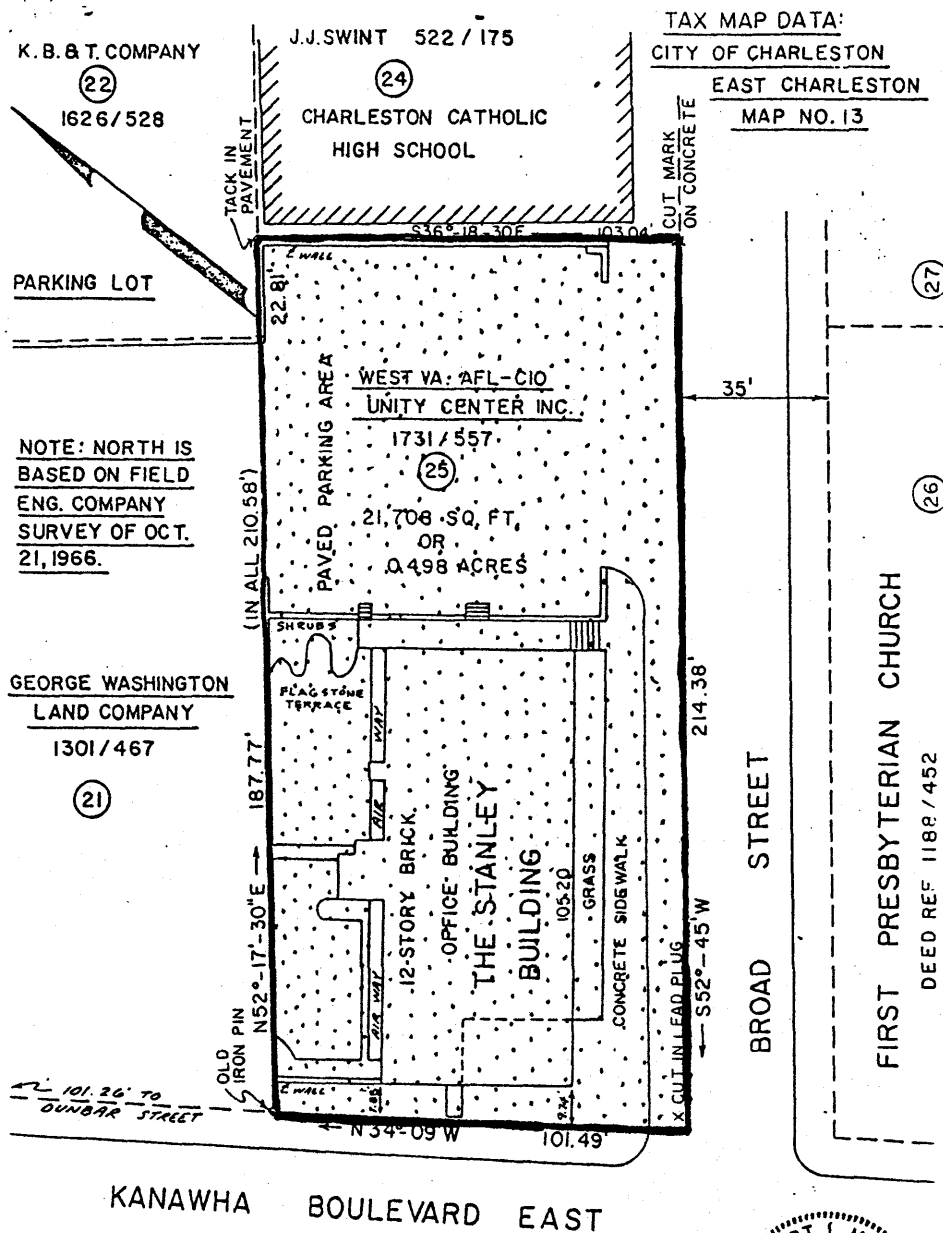 TAX MAP DATA:
CITY OF CHARLESTON
EAST CHARLESTON
MAP NO. 13
K.B.&T. COMPANY
22
1626/528
J.J.SWINT 522/175
24
CHARLESTON CATHOLIC
HIGH SCHOOL
TACK IN
PAVEMENT
CUT MARK
ON CONCRETE
S36°-18'-30"E 103.04'
℄ WALL
PARKING LOT
22.81'
27
35'
PAVED PARKING AREA
WEST VA. AFL-CIO
UNITY CENTER INC.
1731/557
25
21,708 SQ. FT.
OR
0.498 ACRES
NOTE: NORTH IS
BASED ON FIELD
ENG. COMPANY
SURVEY OF OCT.
21, 1966.
(IN ALL 210.58')
26
SHRUBS
FLAGSTONE
TERRACE
GEORGE WASHINGTON
LAND COMPANY
1301/467
21
187.77'
N52°-17'-30"E
AIR WAY
AIR WAY
12-STORY BRICK
OFFICE BUILDING
THE STANLEY
BUILDING
105.20
GRASS
CONCRETE SIDEWALK
214.38'
S52°-45'W
X CUT IN LEAD PLUG
BROAD STREET
FIRST PRESBYTERIAN CHURCH
DEED REF 1188/452
OLD
IRON PIN
℄ WALL
7.85'
9.74'
101.26' TO
DUNBAR STREET
N 34°-09'W 101.49'
KANAWHA BOULEVARD EAST